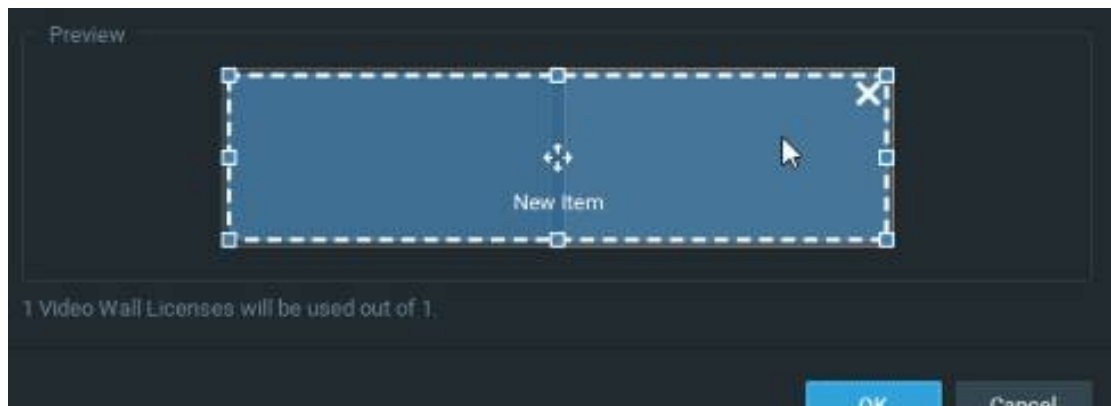 Preview
New Item
1 Video Wall Licenses will be used out of 1.
OK
Cancel